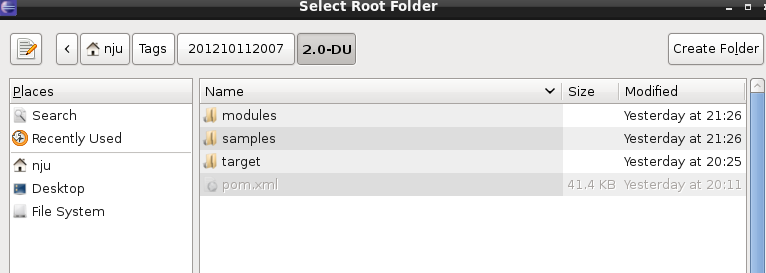 Select Root Folder
< nju Tags 201210112007 2.0-DU Create Folder
Places Name Size Modified
Search modules Yesterday at 21:26
Recently Used samples Yesterday at 21:26
nju target Yesterday at 20:25
Desktop pom.xml 41.4 KB Yesterday at 20:11
File System